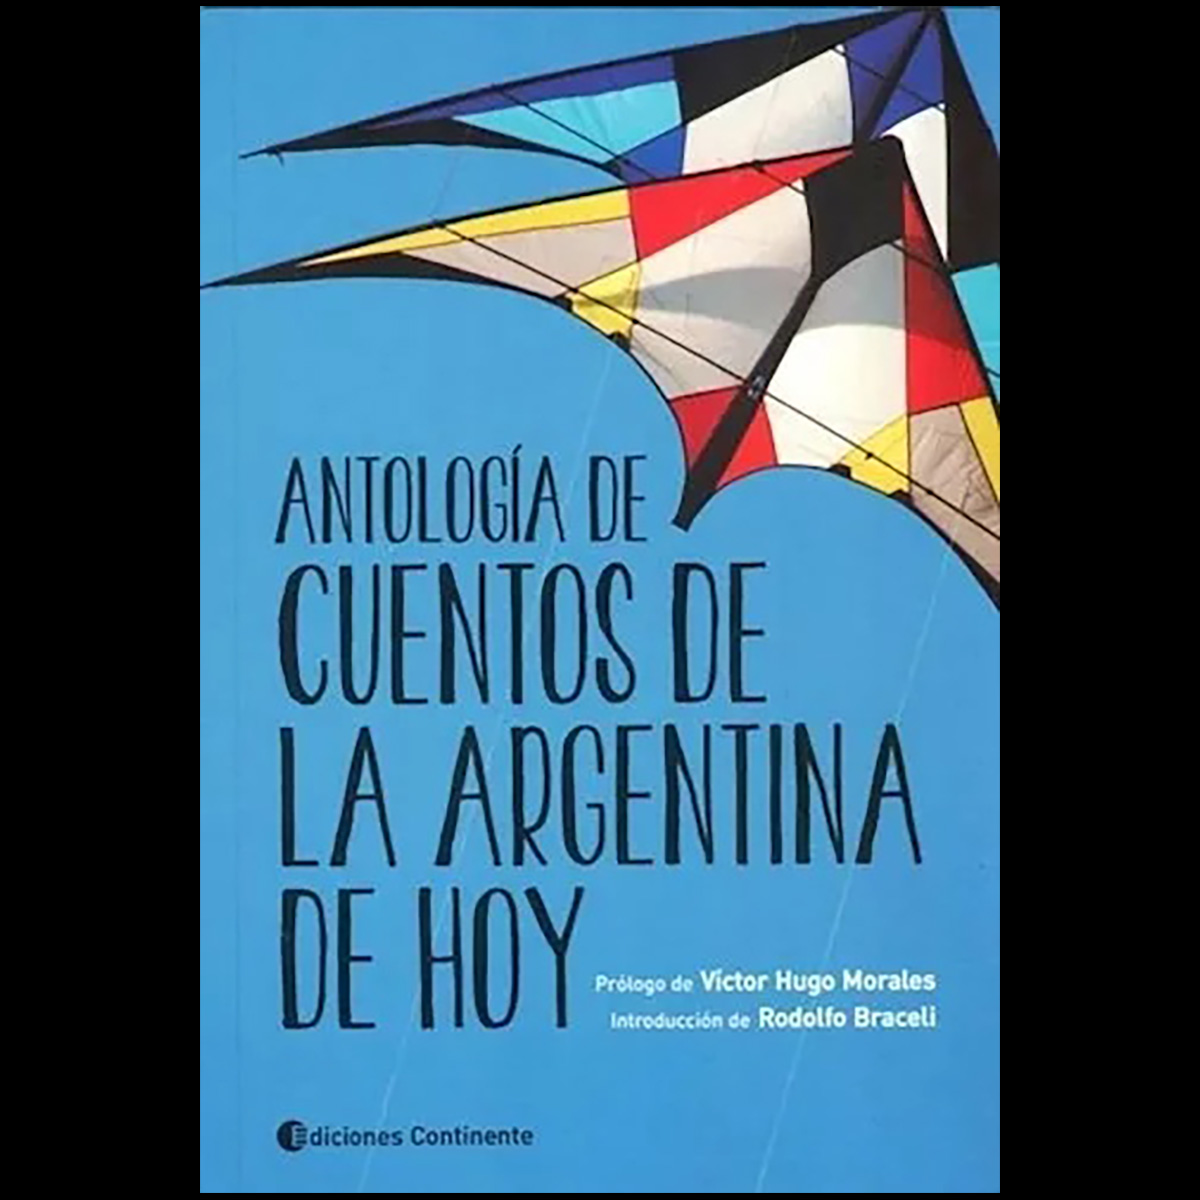 ANTOLOGÍA DE
CUENTOS DE
LA ARGENTINA
DE HOY
Prólogo de Víctor Hugo Morales
Introducción de Rodolfo Braceli
Ediciones Continente